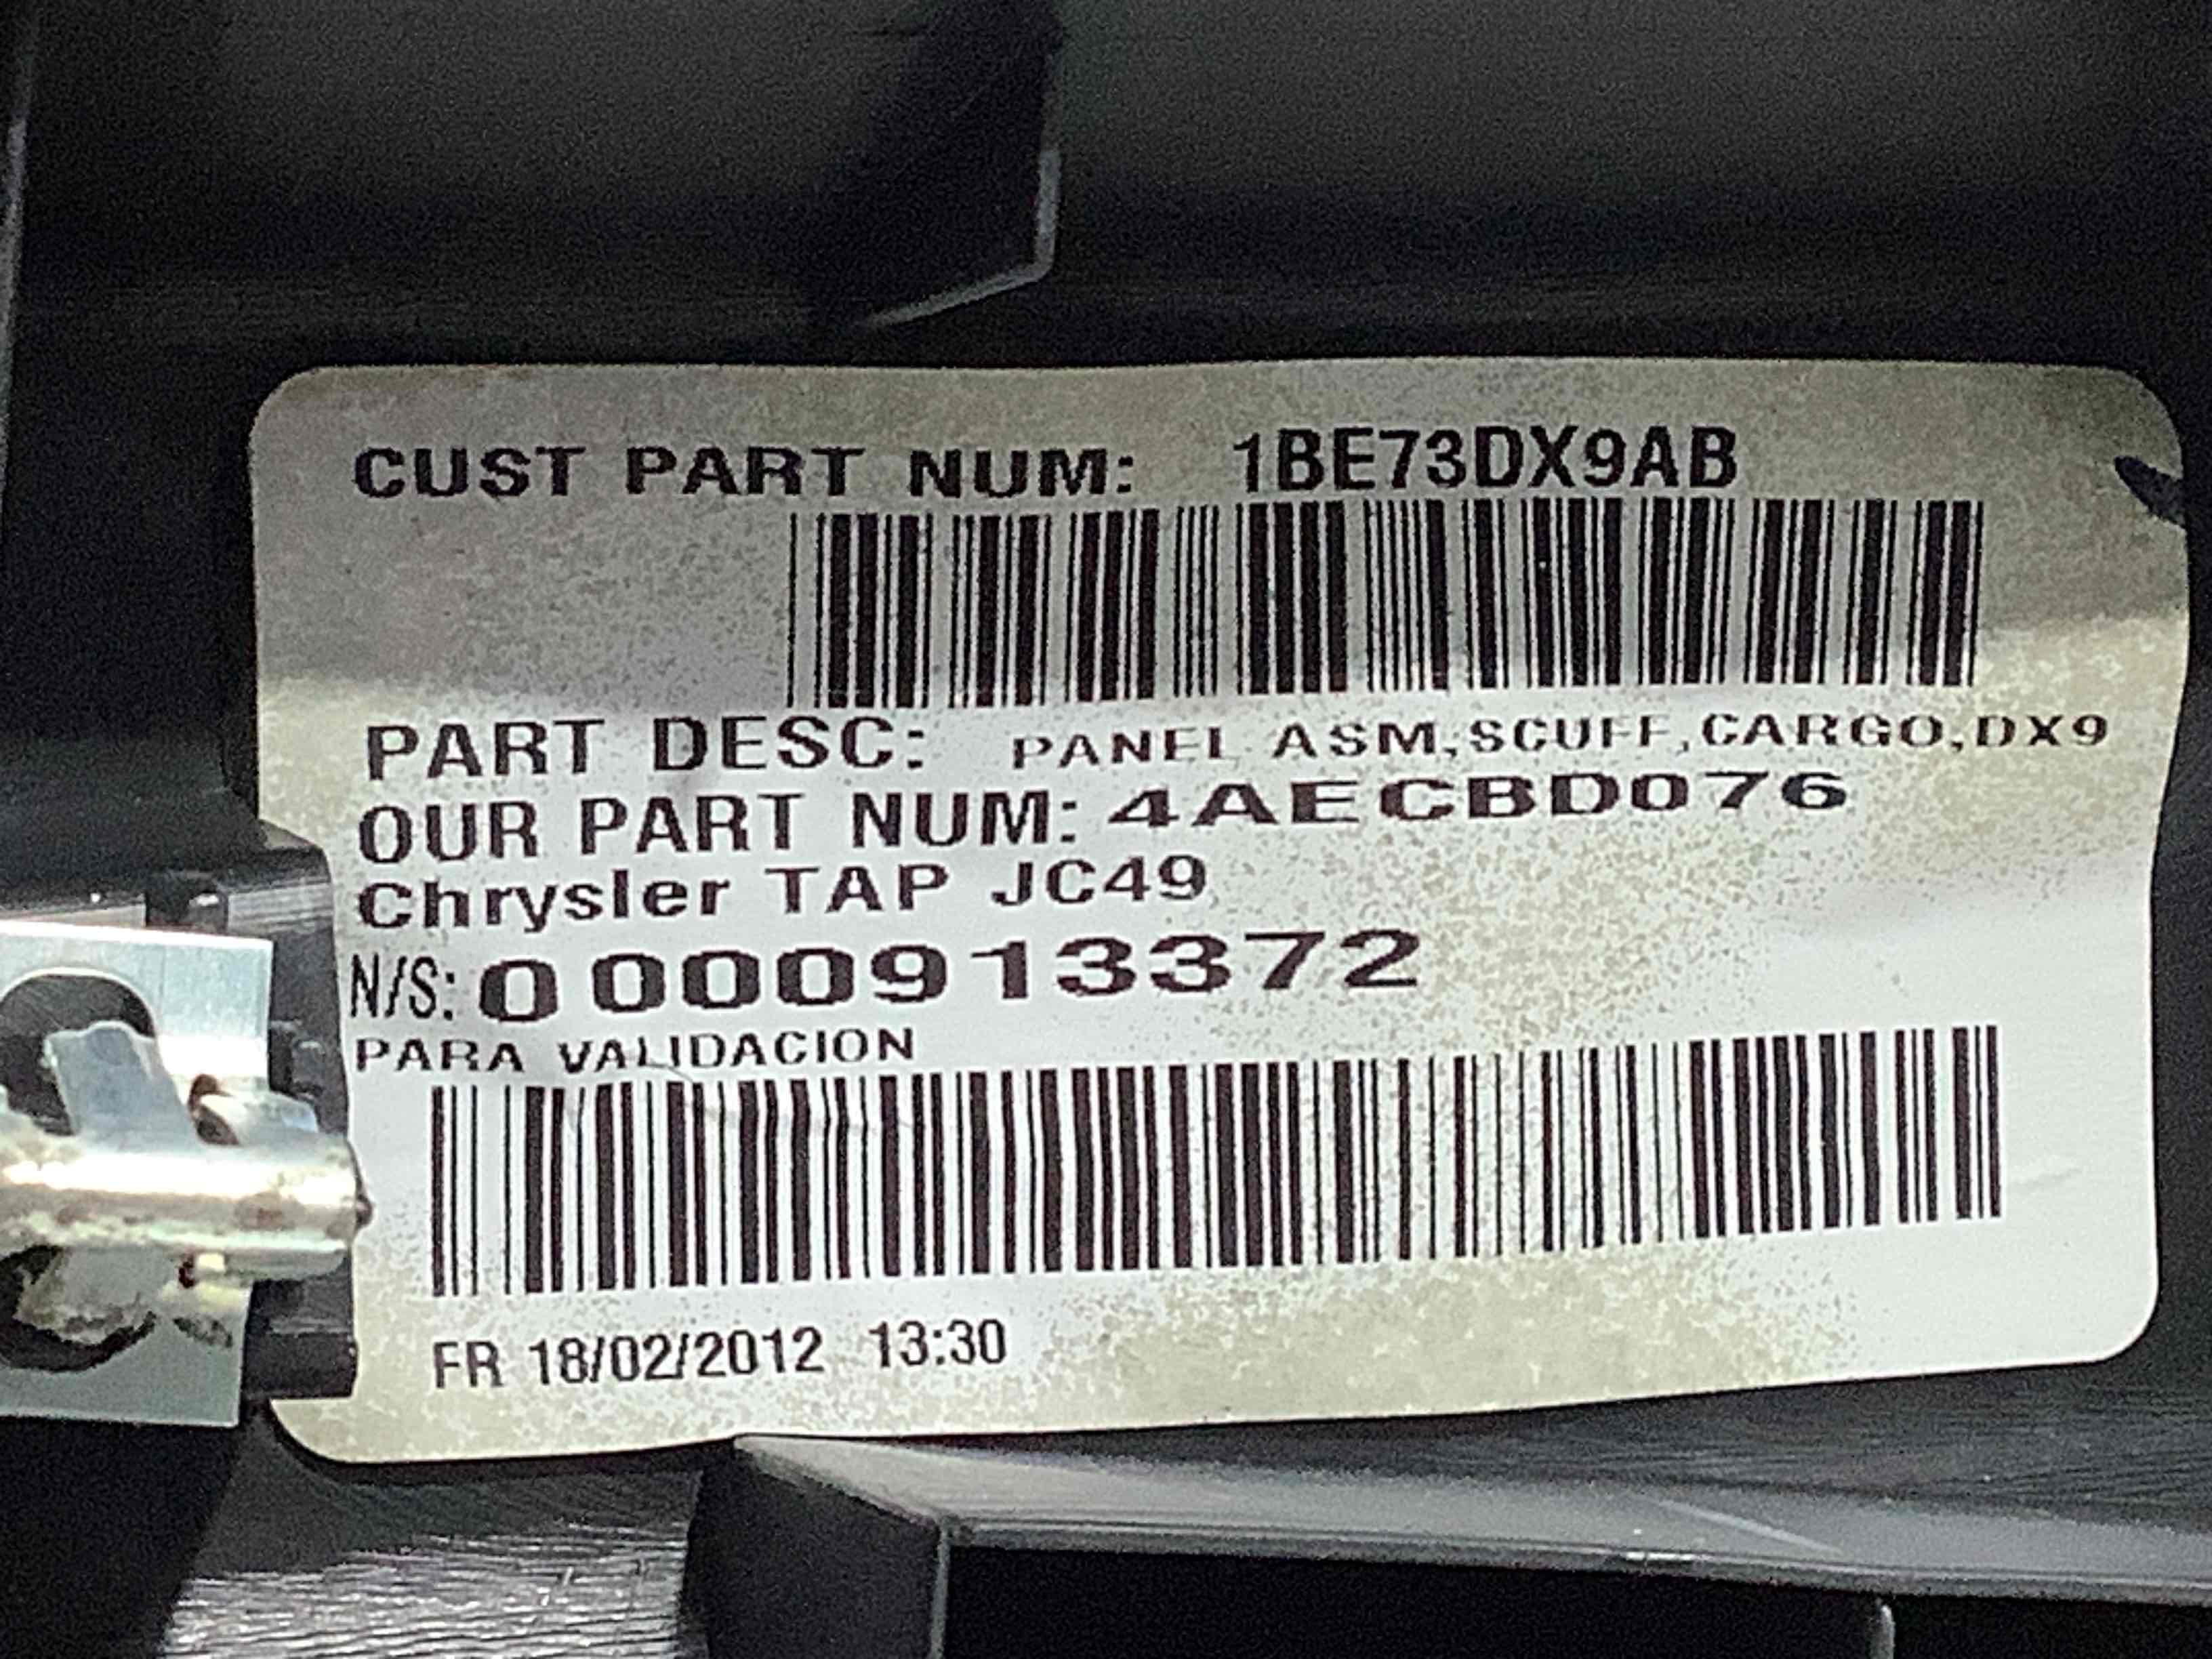 CUST PART NUM: 1BE73DX9AB
PART DESC: PANEL ASM,SCUFF,CARGO,DX9
OUR PART NUM: 4AECBD076
Chrysler TAP JC49
N/S: 0000913372
PARA VALIDACION
FR 18/02/2012 13:30